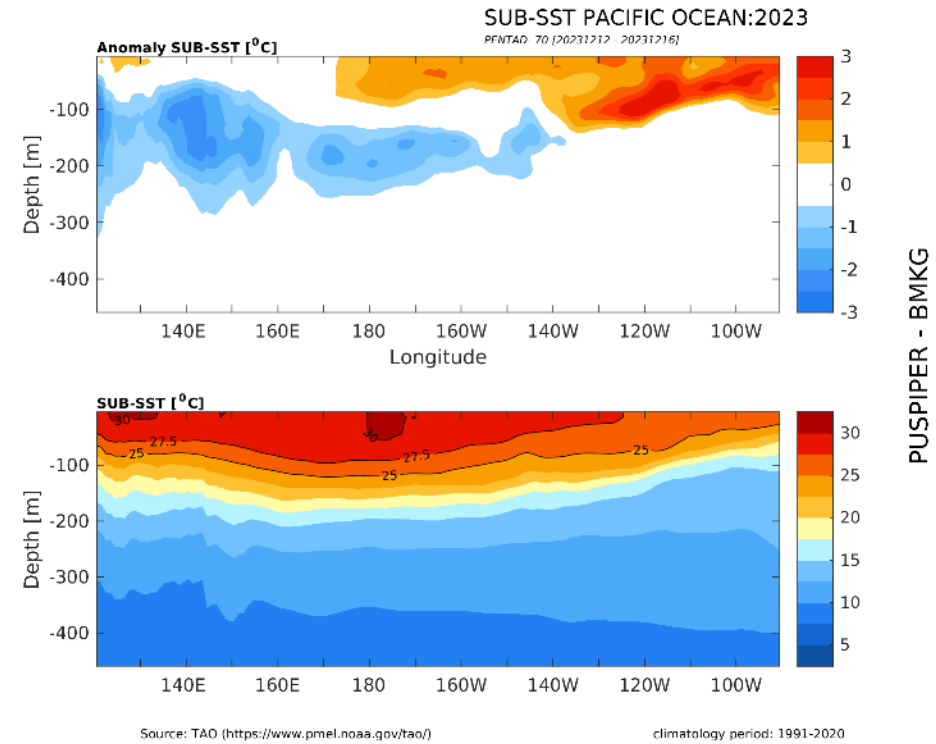 SUB-SST PACIFIC OCEAN:2023
PENTAD 70 [20231212 - 20231216]
Anomaly SUB-SST [⁰C]
Depth [m]
-100
-200
-300
-400
140E 160E 180 160W 140W 120W 100W
Longitude
3
2
1
0
-1
-2
-3
SUB-SST [⁰C]
Depth [m]
-100
-200
-300
-400
30
27.5
25
30
27.5
25
25
140E 160E 180 160W 140W 120W 100W
30
25
20
15
10
5
PUSPIPER - BMKG
Source: TAO (https://www.pmel.noaa.gov/tao/)
climatology period: 1991-2020